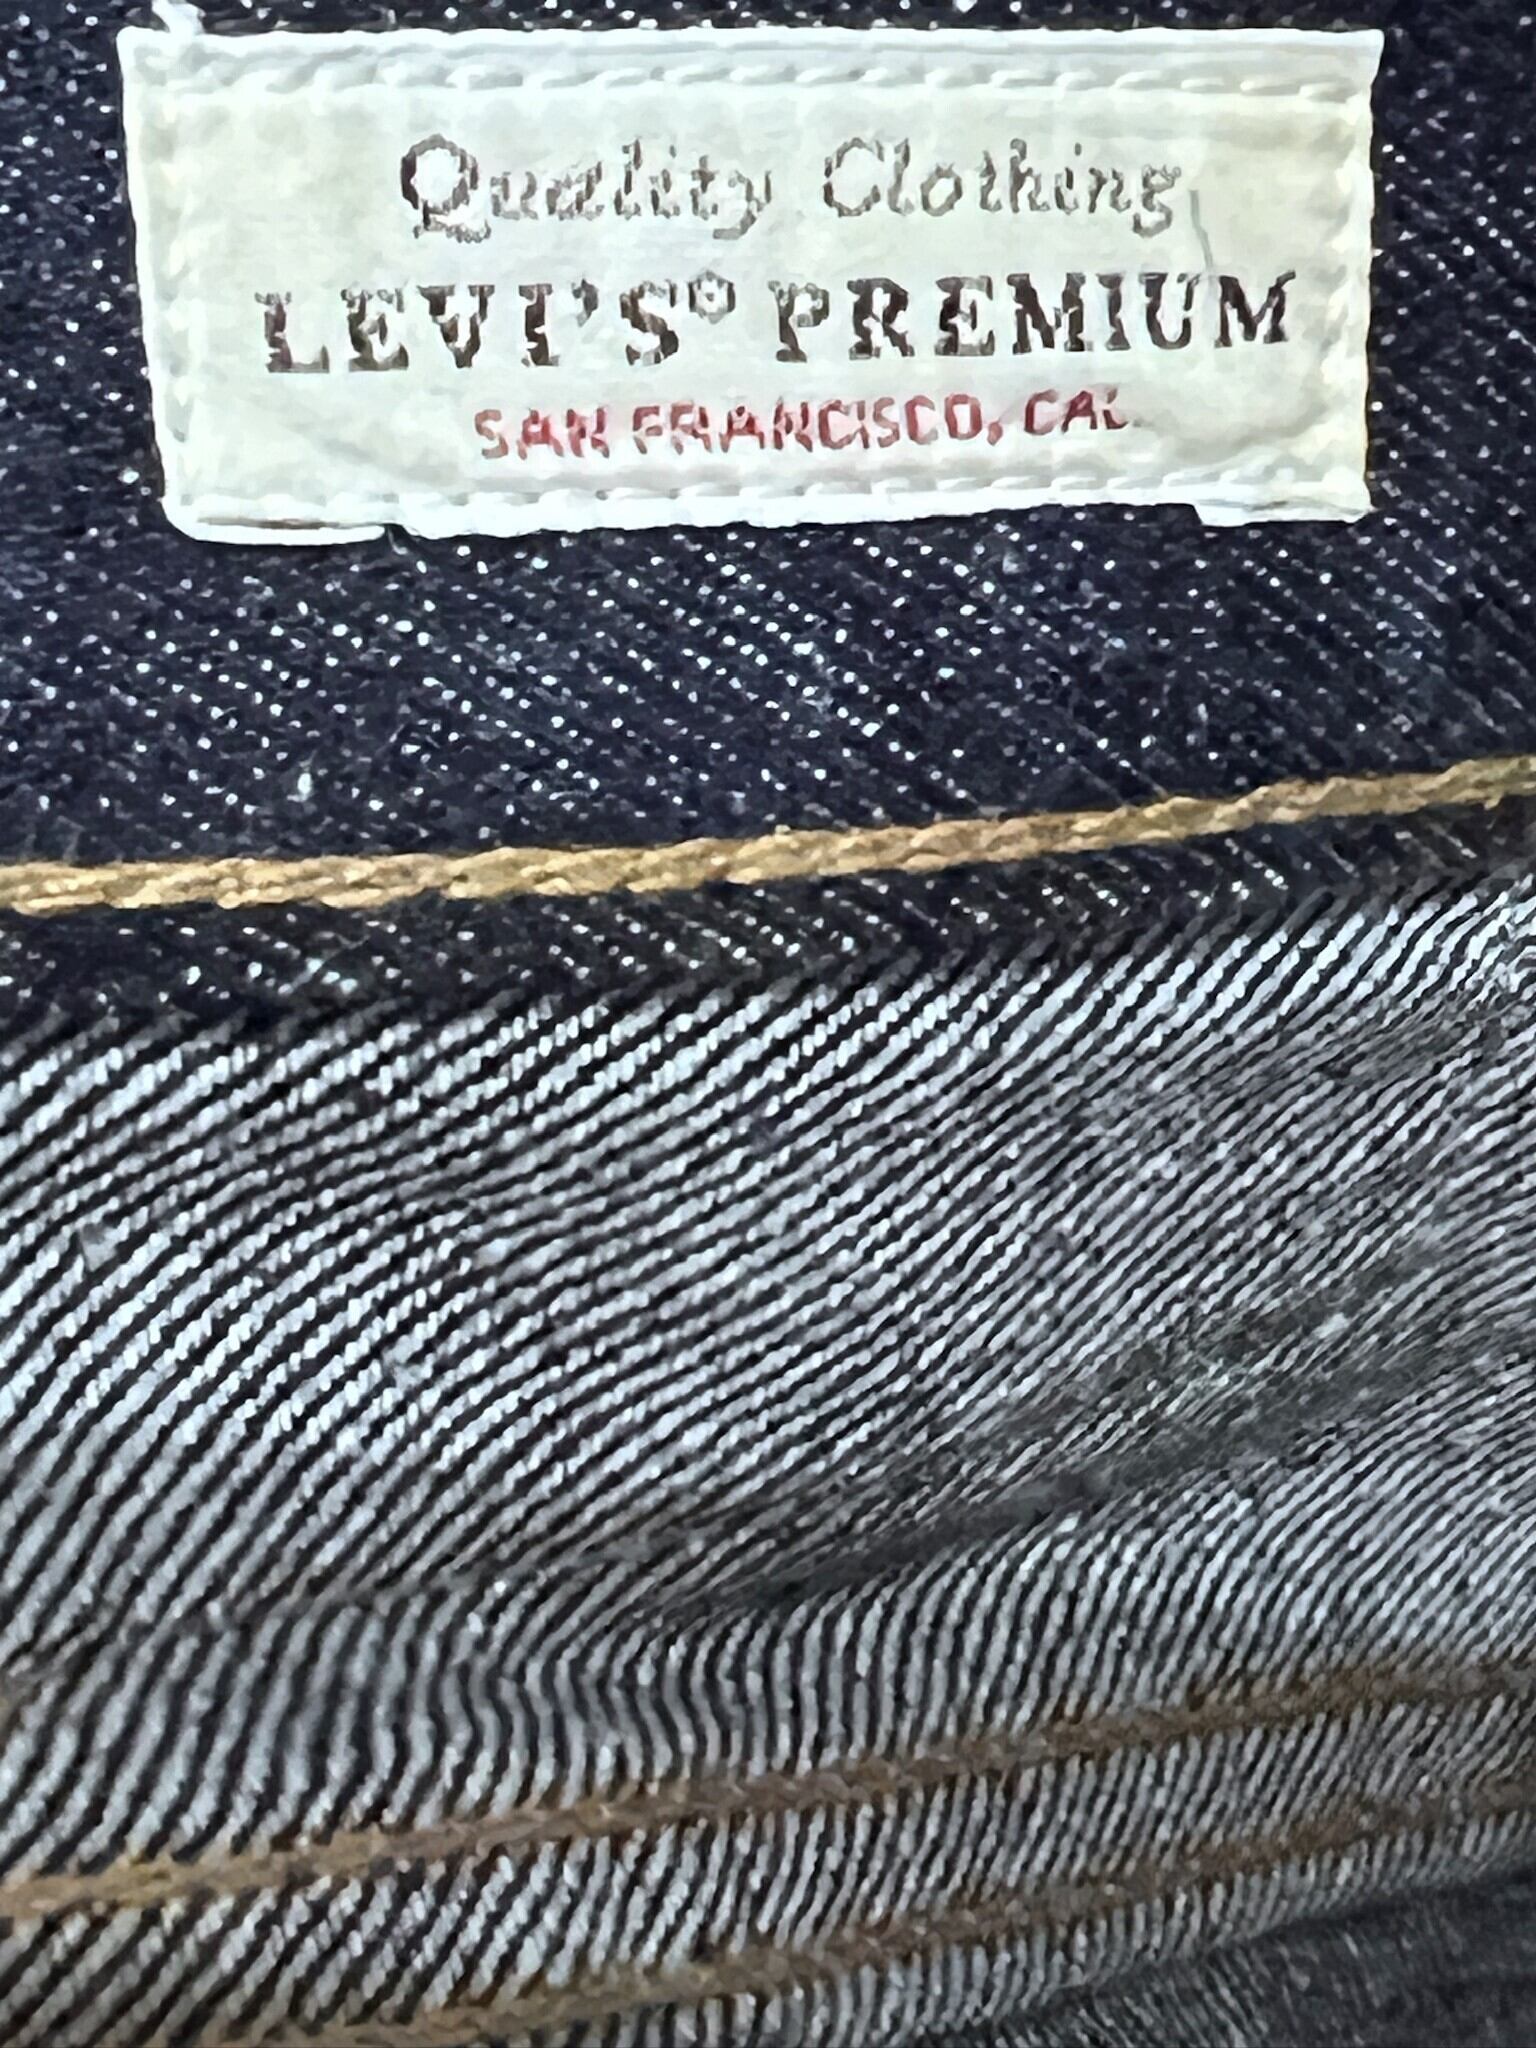 Quality Clothing
LEVI'S® PREMIUM
SAN FRANCISCO, CAL.